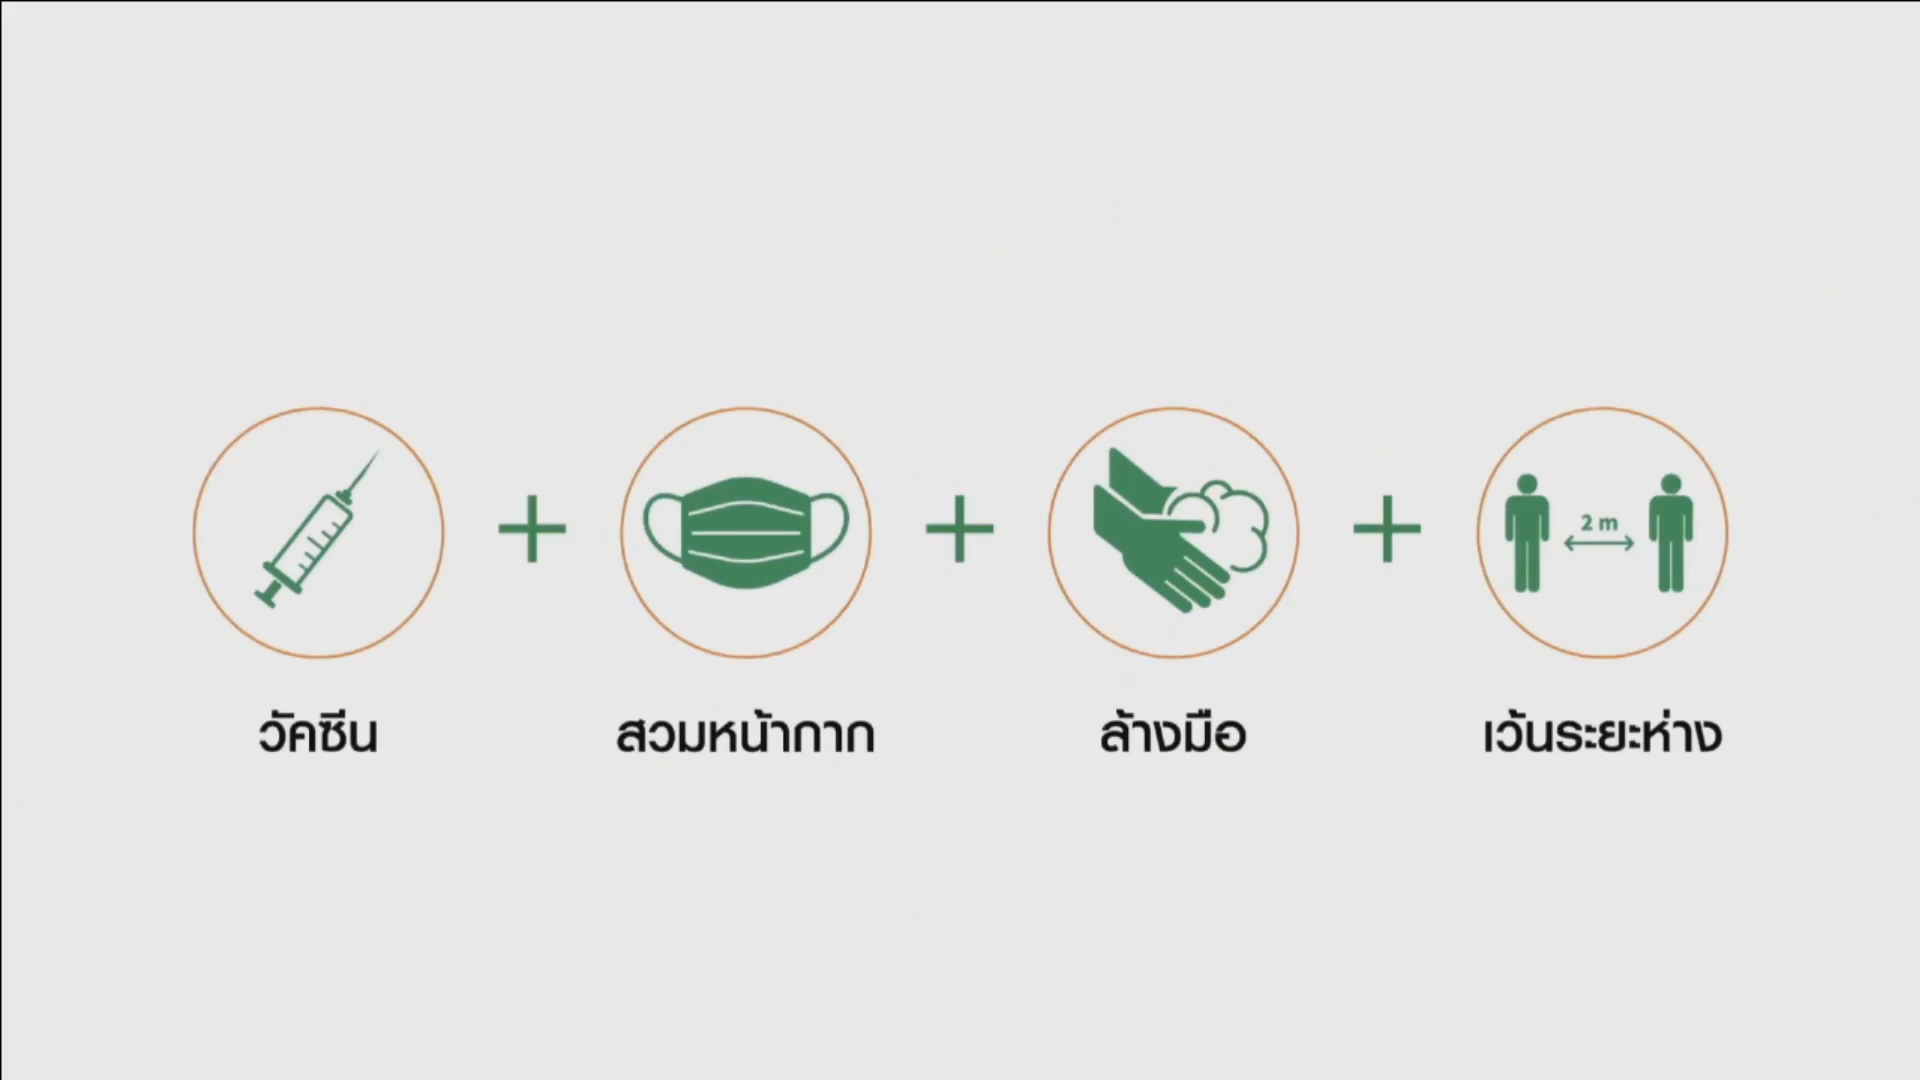 2 m
วัคซีน
สวมหน้ากาก
ล้างมือ
เว้นระยะห่าง